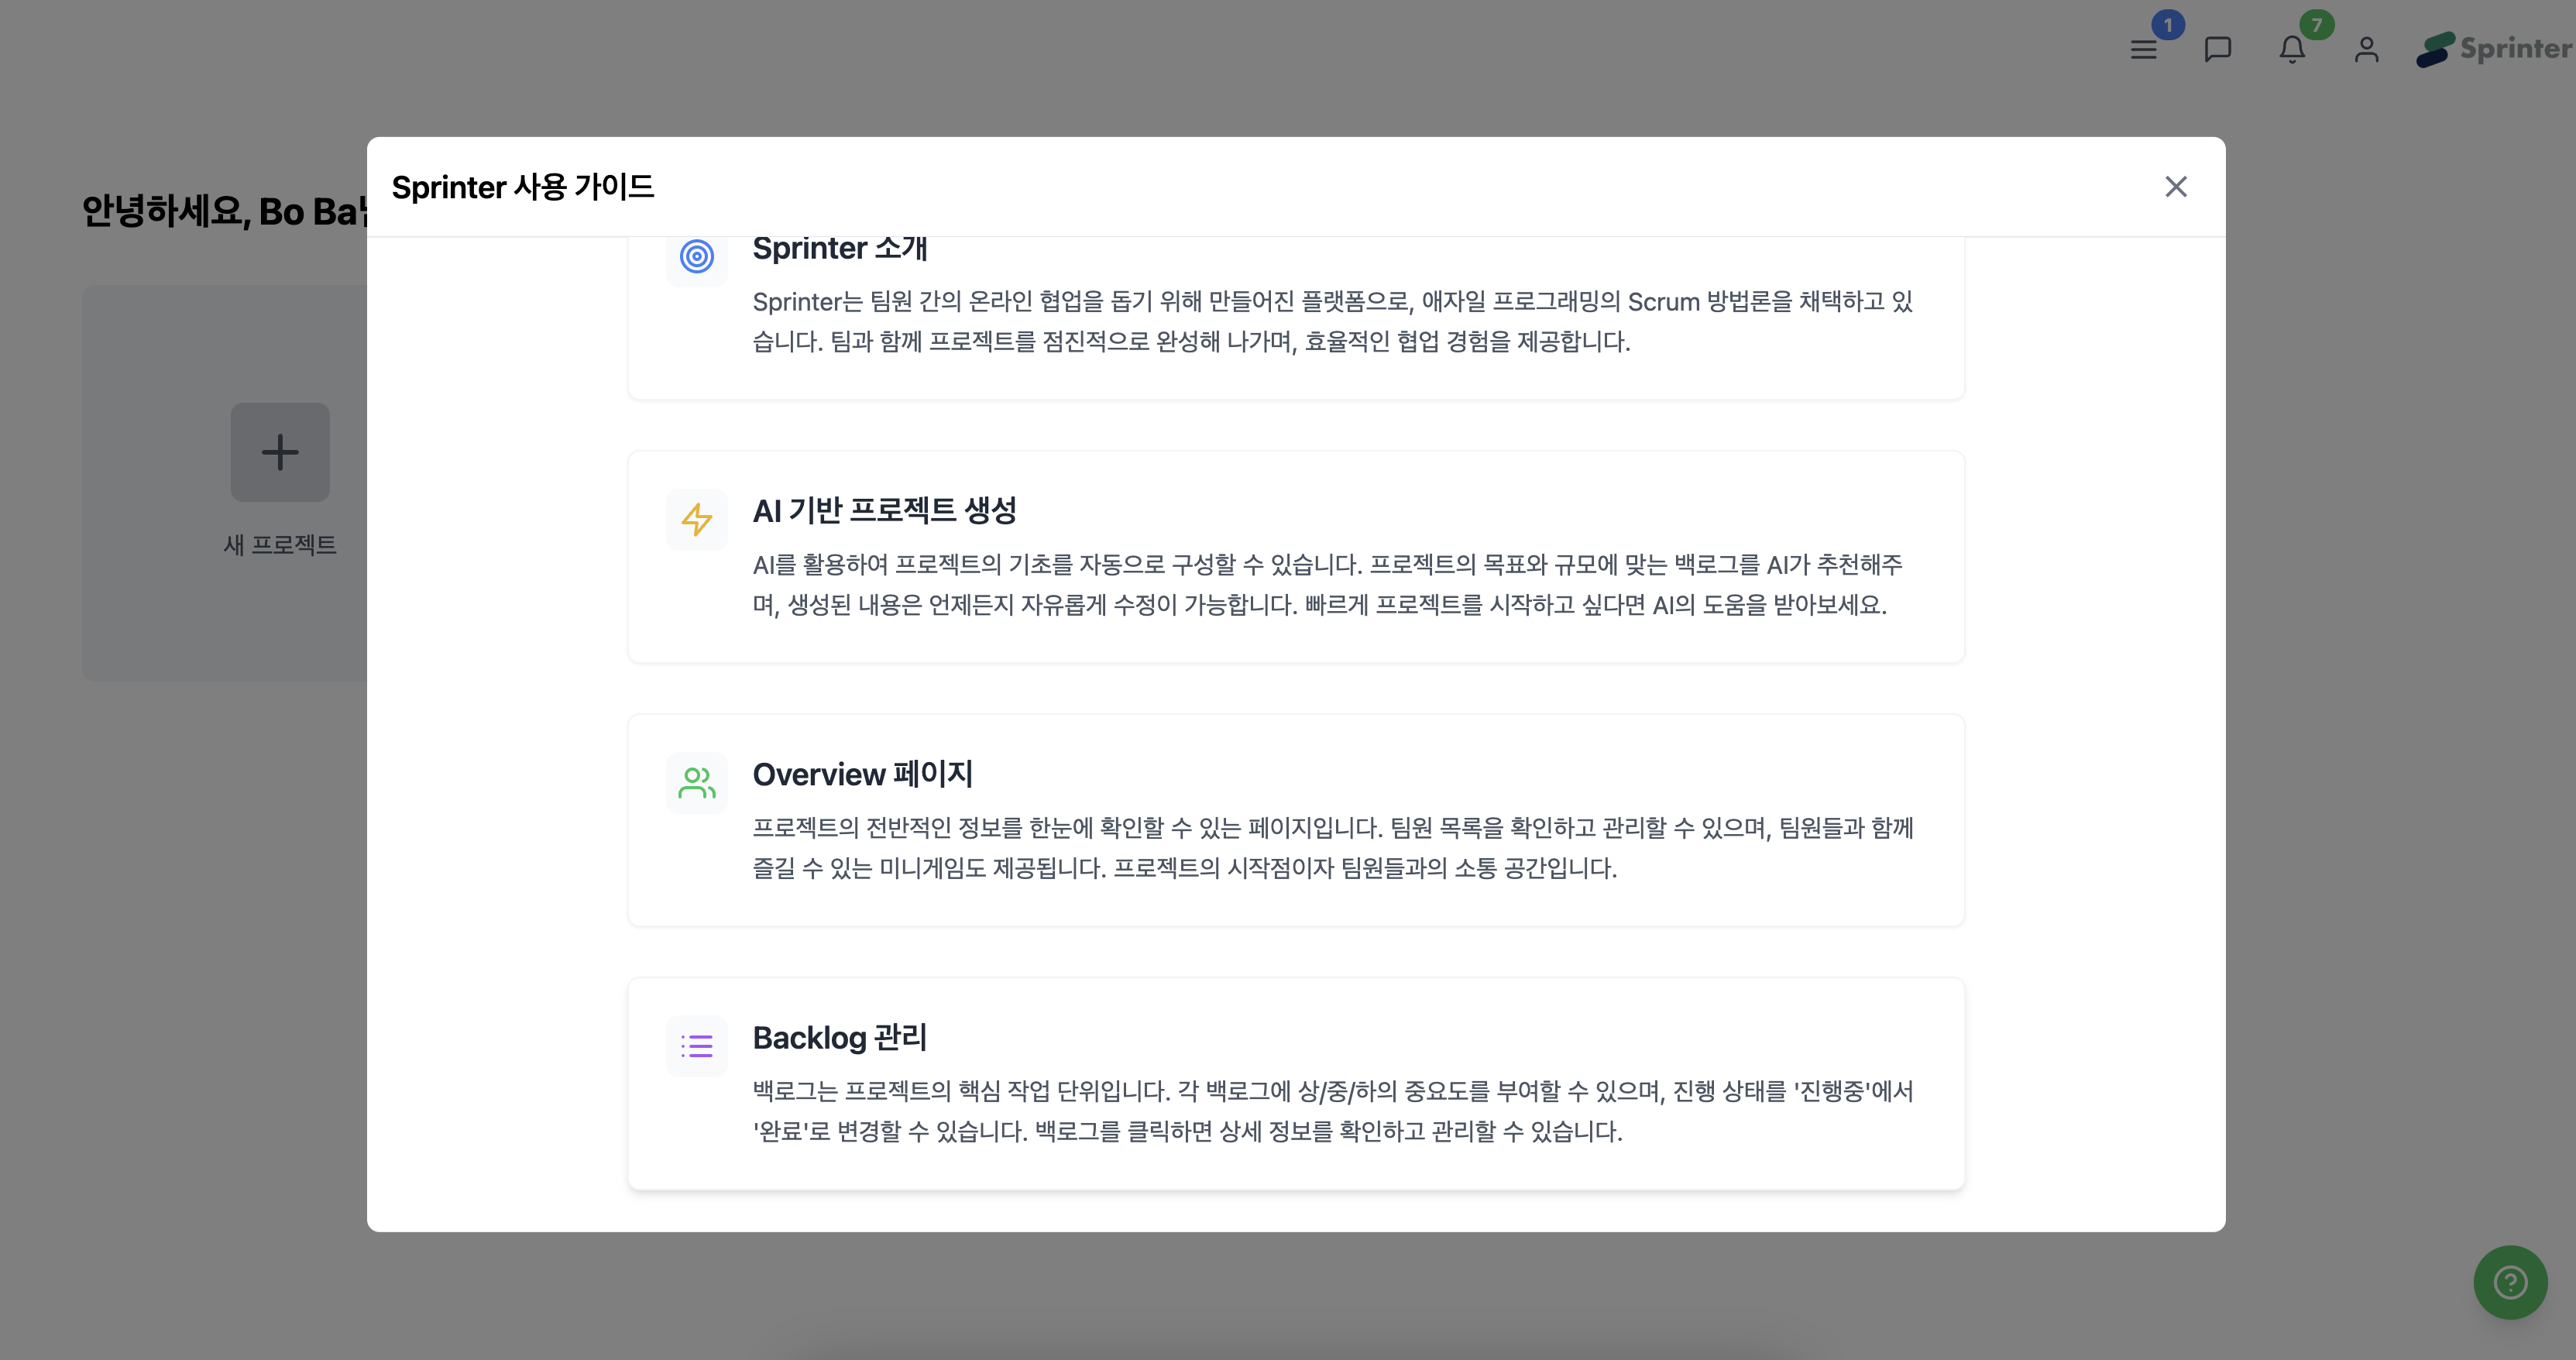 1
7
Sprinter
안녕하세요, Bo Ba
새 프로젝트
Sprinter 사용 가이드
Sprinter 소개
Sprinter는 팀원 간의 온라인 협업을 돕기 위해 만들어진 플랫폼으로, 애자일 프로그래밍의 Scrum 방법론을 채택하고 있
습니다. 팀과 함께 프로젝트를 점진적으로 완성해 나가며, 효율적인 협업 경험을 제공합니다.
AI 기반 프로젝트 생성
AI를 활용하여 프로젝트의 기초를 자동으로 구성할 수 있습니다. 프로젝트의 목표와 규모에 맞는 백로그를 AI가 추천해주
며, 생성된 내용은 언제든지 자유롭게 수정이 가능합니다. 빠르게 프로젝트를 시작하고 싶다면 AI의 도움을 받아보세요.
Overview 페이지
프로젝트의 전반적인 정보를 한눈에 확인할 수 있는 페이지입니다. 팀원 목록을 확인하고 관리할 수 있으며, 팀원들과 함께
즐길 수 있는 미니게임도 제공됩니다. 프로젝트의 시작점이자 팀원들과의 소통 공간입니다.
Backlog 관리
백로그는 프로젝트의 핵심 작업 단위입니다. 각 백로그에 상/중/하의 중요도를 부여할 수 있으며, 진행 상태를 '진행중'에서
'완료'로 변경할 수 있습니다. 백로그를 클릭하면 상세 정보를 확인하고 관리할 수 있습니다.